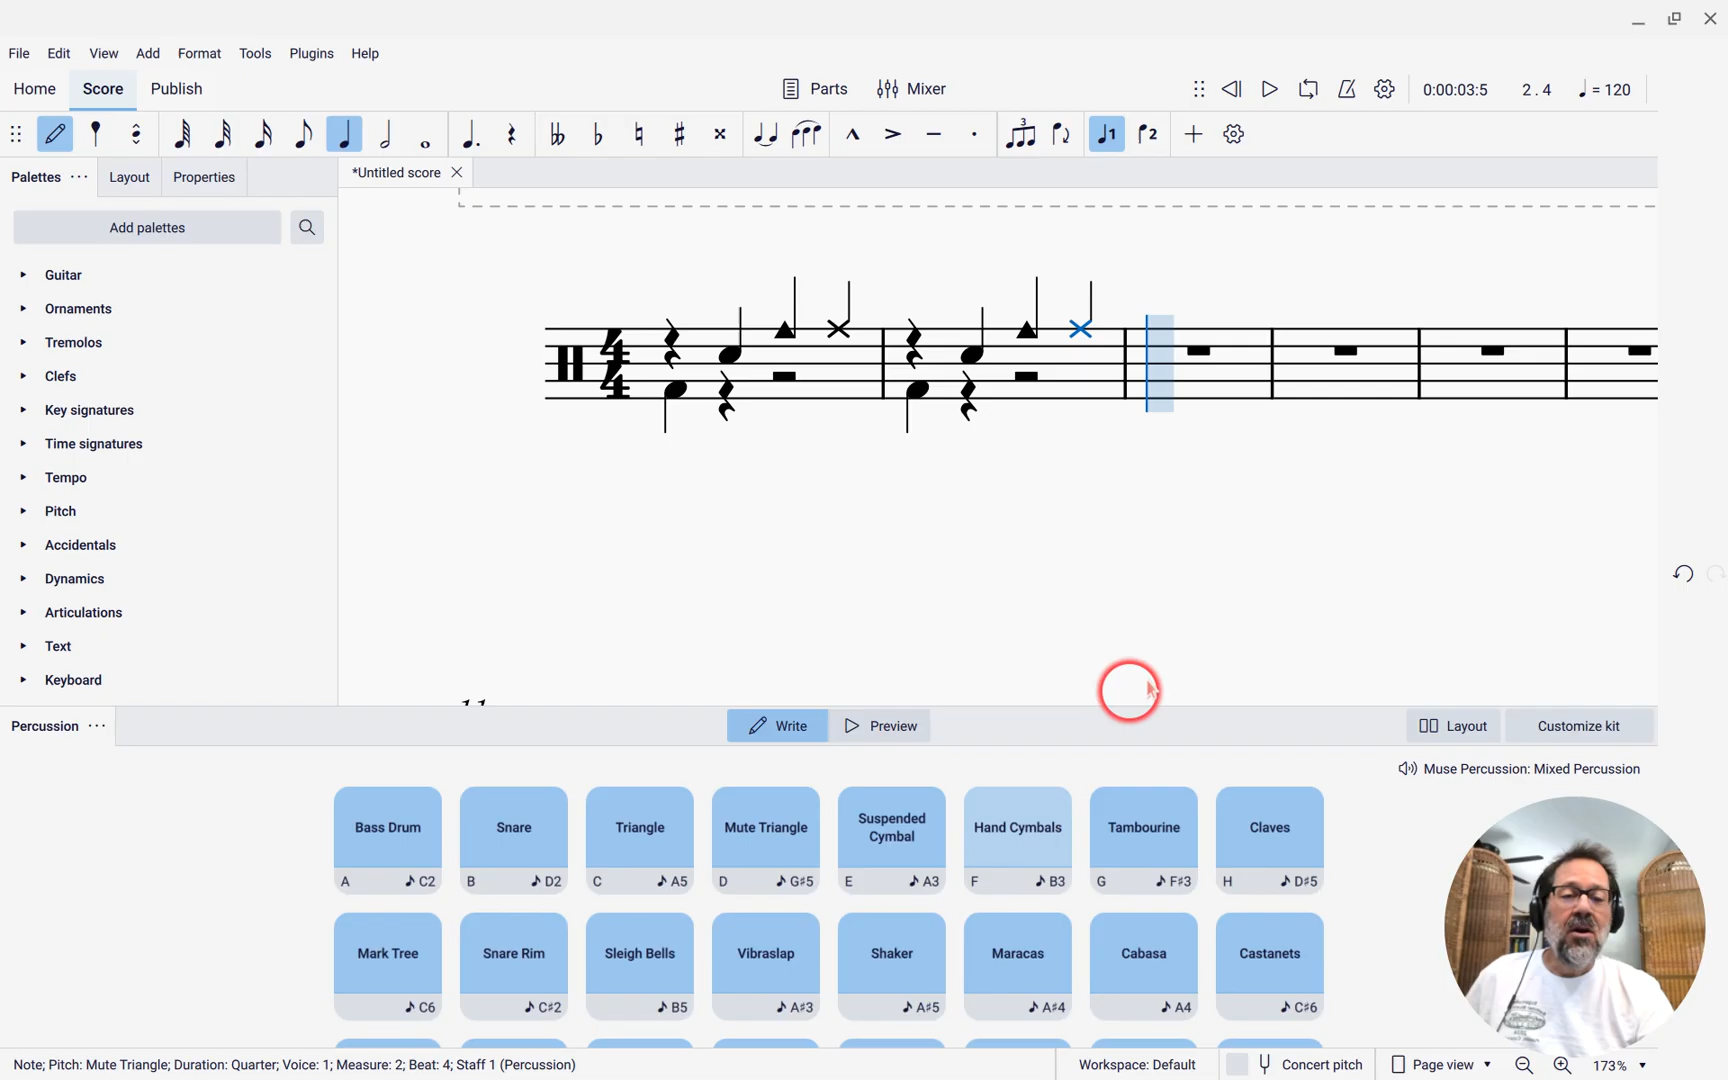 File Edit View Add Format Tools Plugins Help
Home Score Publish Parts Mixer 0:00:03:5 2 . 4 = 120
3 1 2
Palettes Layout Properties *Untitled score
Add palettes
Guitar
Ornaments
Tremolos
Clefs
Key signatures
Time signatures
Tempo
Pitch
Accidentals
Dynamics
Articulations
Text
Keyboard
4
4
Percussion Write Preview Layout Customize kit
Muse Percussion: Mixed Percussion
Bass Drum Snare Triangle Mute Triangle Suspended Cymbal Hand Cymbals Tambourine Claves
A ♪ C2 B ♪ D2 C ♪ A5 D ♪ G♯5 E ♪ A3 F ♪ B3 G ♪ F♯3 H ♪ D♯5
Mark Tree Snare Rim Sleigh Bells Vibraslap Shaker Maracas Cabasa Castanets
♪ C6 ♪ C♯2 ♪ B5 ♪ A♯3 ♪ A♯5 ♪ A♯4 ♪ A4 ♪ C♯6
Note; Pitch: Mute Triangle; Duration: Quarter; Voice: 1; Measure: 2; Beat: 4; Staff 1 (Percussion) Workspace: Default Concert pitch Page view 173%